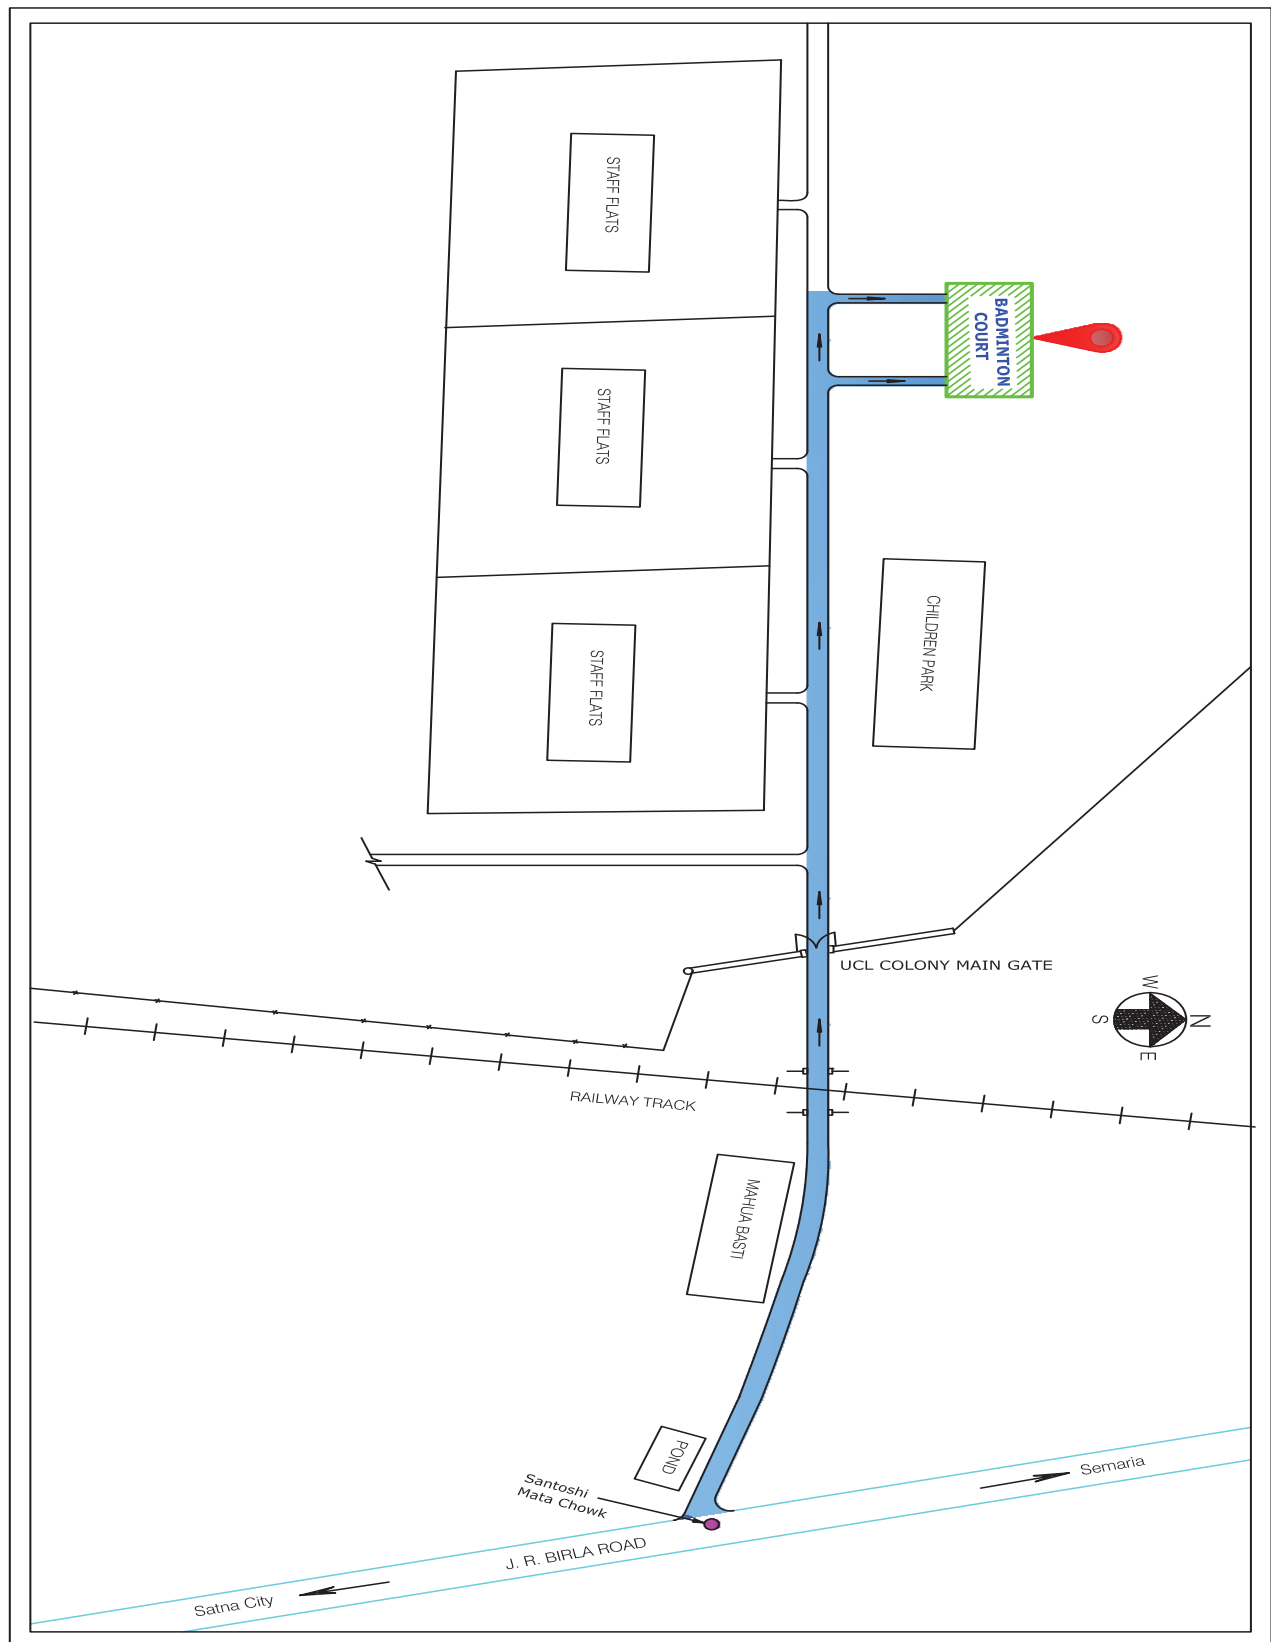 STAFF FLATS
BADMINTON
COURT
STAFF FLATS
CHILDREN PARK
STAFF FLATS
UCL COLONY MAIN GATE
W
S
N
E
RAILWAY TRACK
MAHUA BASTI
POND
Santoshi
Mata Chowk
Semaria
J. R. BIRLA ROAD
Satna City